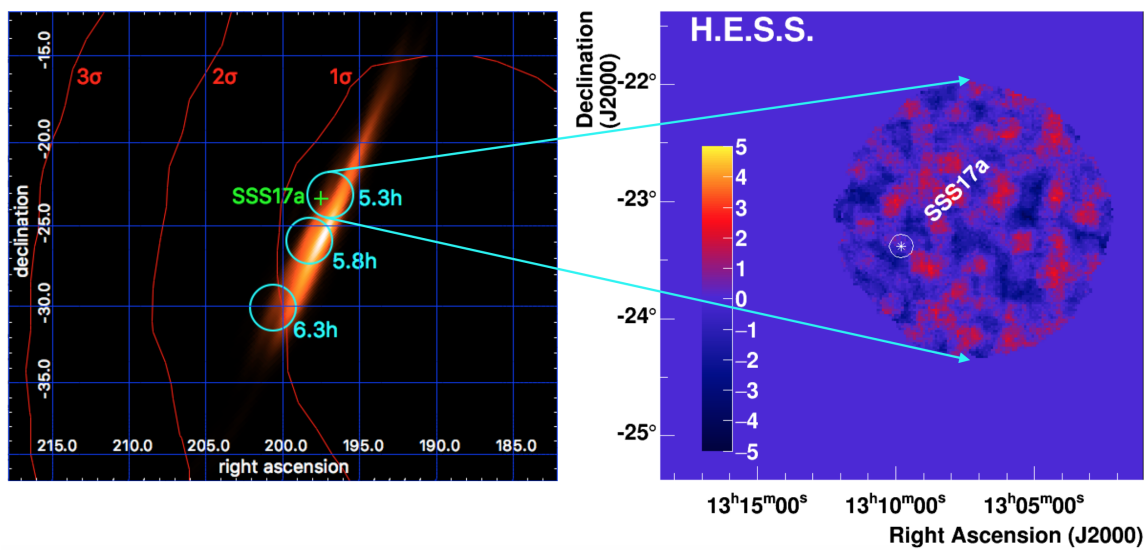 3σ
2σ
1σ
-15.0
-20.0
-25.0
-30.0
-35.0
declination
SSS17a
5.3h
5.8h
6.3h
215.0 210.0 205.0 200.0 195.0 190.0 185.0
right ascension
H.E.S.S.
Declination
(J2000)
-22°
-23°
-24°
-25°
5
4
3
2
1
0
−1
−2
−3
−4
−5
SSS17a
13h15m00s 13h10m00s 13h05m00s
Right Ascension (J2000)